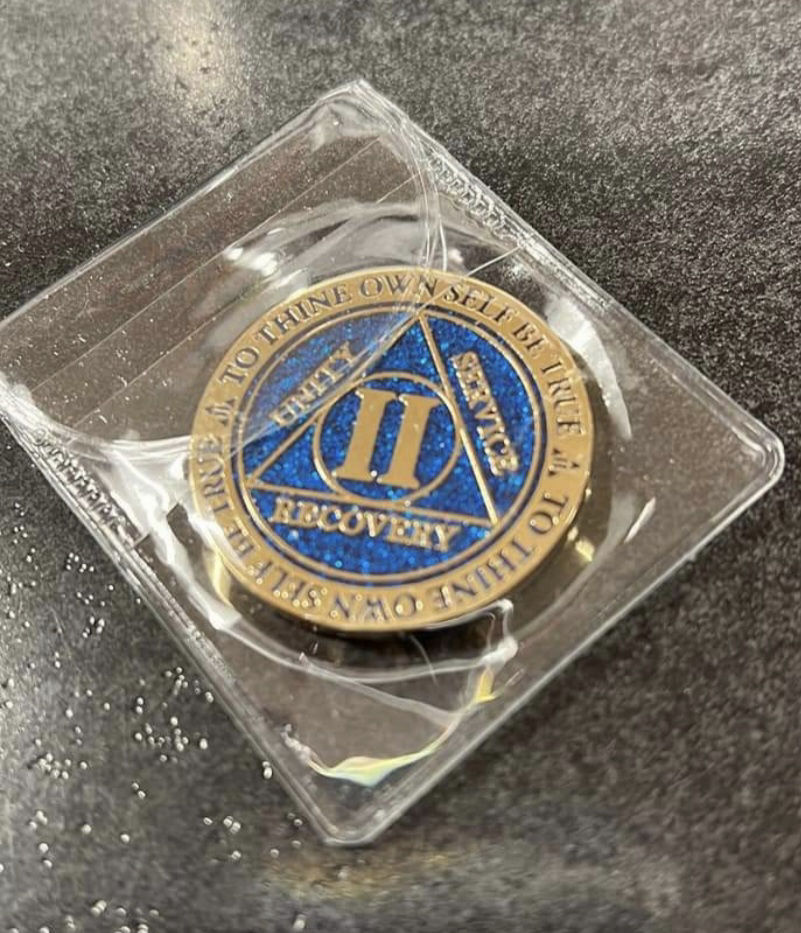 TO THINE OWN SELF BE TRUE
TO THINE OWN SELF BE TRUE
UNITY
SERVICE
RECOVERY
II